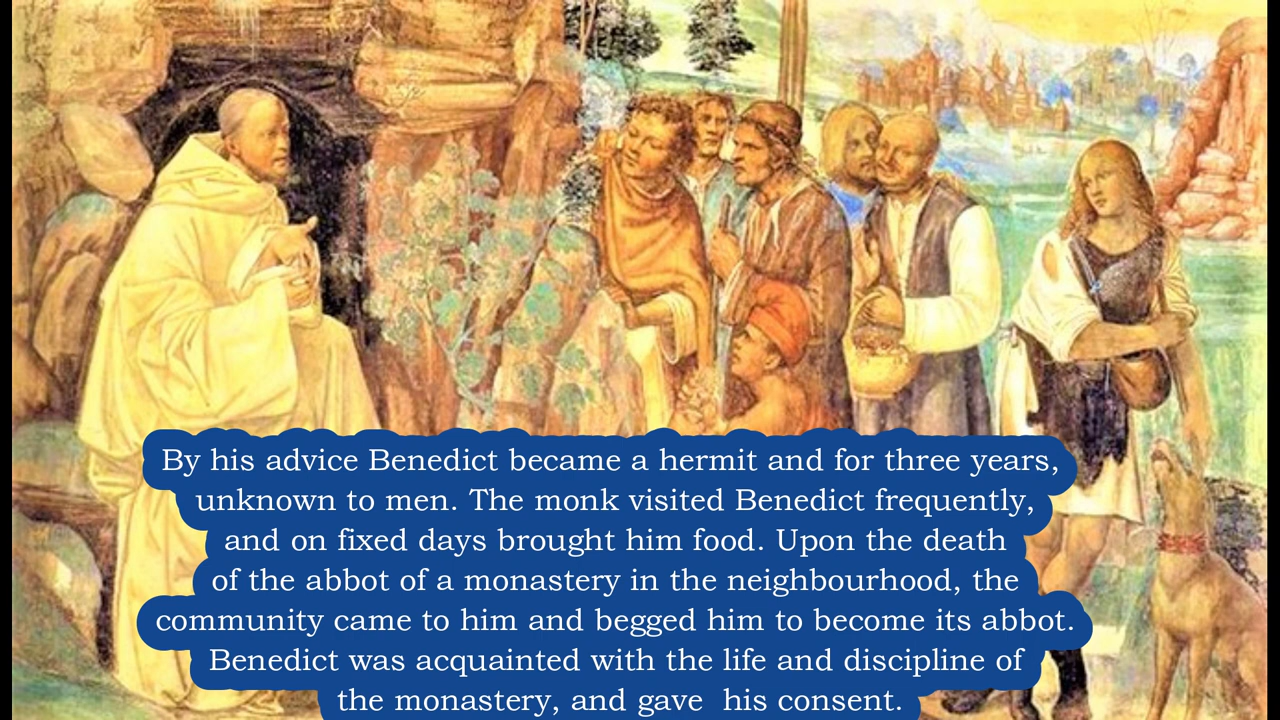 By his advice Benedict became a hermit and for three years,
unknown to men. The monk visited Benedict frequently,
and on fixed days brought him food. Upon the death
of the abbot of a monastery in the neighbourhood, the
community came to him and begged him to become its abbot.
Benedict was acquainted with the life and discipline of
the monastery, and gave  his consent.